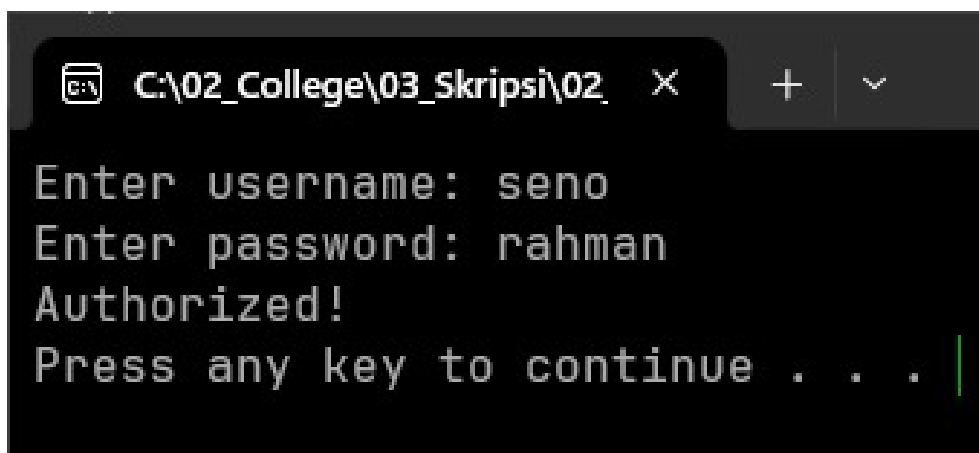 C:\02_College\03_Skripsi\02_
Enter username: seno
Enter password: rahman
Authorized!
Press any key to continue . . .